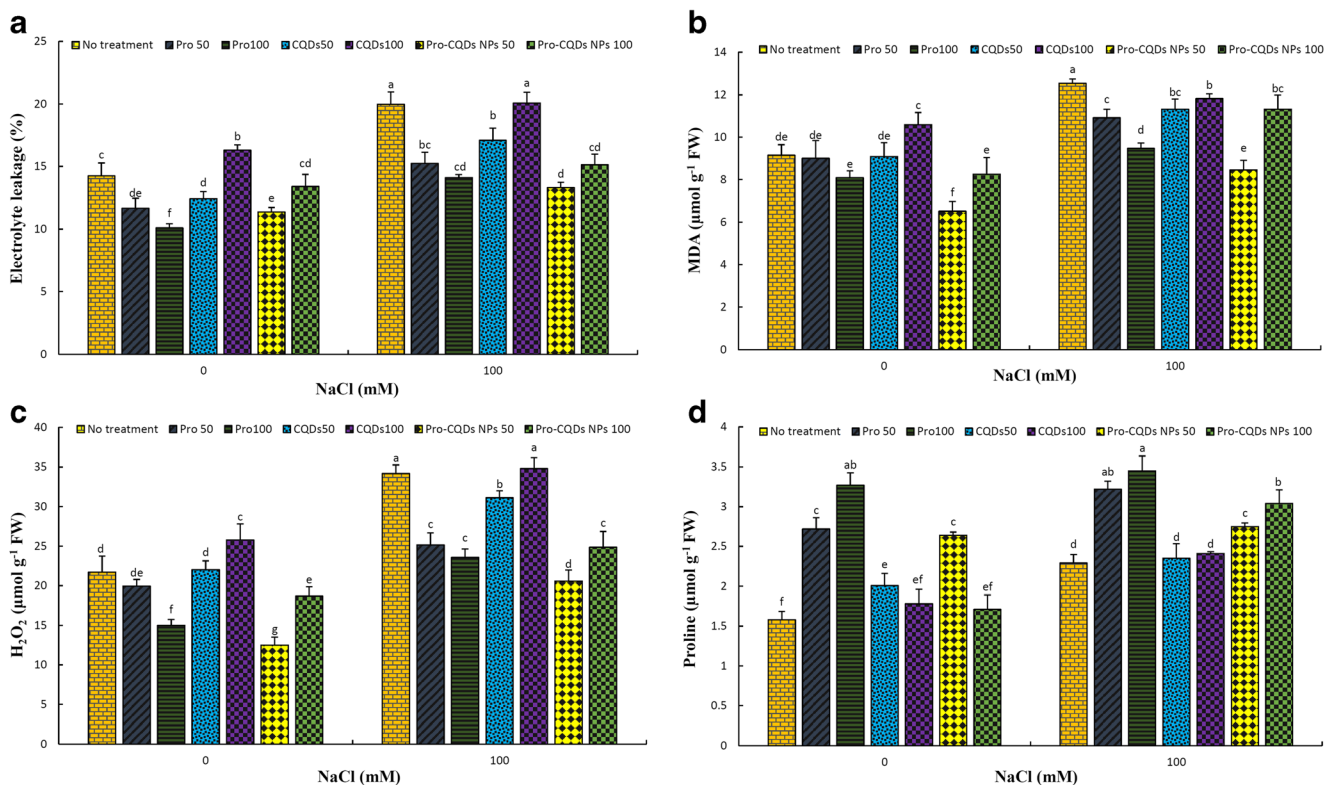 a
No treatment Pro 50 Pro100 CQDs50 CQDs100 Pro-CQDs NPs 50 Pro-CQDs NPs 100
Electrolyte leakage (%)
25
20
15
10
5
0
c de f d b e cd
a bc cd b a d cd
0 100
NaCl (mM)
b
No treatment Pro 50 Pro100 CQDs50 CQDs100 Pro-CQDs NPs 50 Pro-CQDs NPs 100
MDA (µmol g⁻¹ FW)
14
12
10
8
6
4
2
0
de de e de c f e
a c d bc b e bc
0 100
NaCl (mM)
c
No treatment Pro 50 Pro100 CQDs50 CQDs100 Pro-CQDs NPs 50 Pro-CQDs NPs 100
H₂O₂ (µmol g⁻¹ FW)
40
35
30
25
20
15
10
5
0
d de f d c g e
a c c b a d c
0 100
NaCl (mM)
d
No treatment Pro 50 Pro100 CQDs50 CQDs100 Pro-CQDs NPs 50 Pro-CQDs NPs 100
Proline (µmol g⁻¹ FW)
4
3.5
3
2.5
2
1.5
1
0.5
0
f c ab e ef c ef
d ab a d d c b
0 100
NaCl (mM)